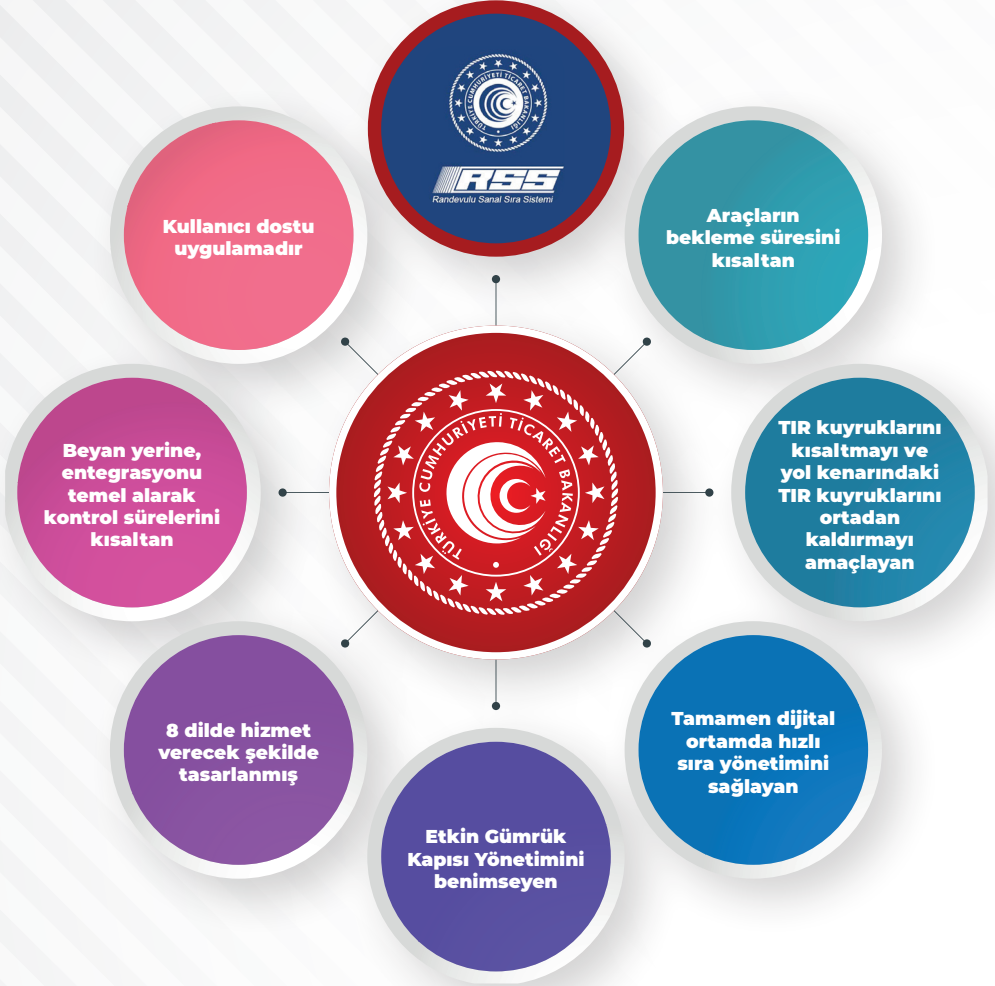 TÜRKİYE CUMHURİYETİ TİCARET BAKANLIĞI
RSS
Randevulu Sanal Sıra Sistemi
Araçların
bekleme süresini
kısaltan
TIR kuyruklarını
kısaltmayı ve
yol kenarındaki
TIR kuyruklarını
ortadan
kaldırmayı
amaçlayan
Tamamen dijital
ortamda hızlı
sıra yönetimini
sağlayan
Etkin Gümrük
Kapısı Yönetimini
benimseyen
8 dilde hizmet
verecek şekilde
tasarlanmış
Beyan yerine,
entegrasyonu
temel alarak
kontrol sürelerini
kısaltan
Kullanıcı dostu
uygulamadır
TÜRKİYE CUMHURİYETİ TİCARET BAKANLIĞI